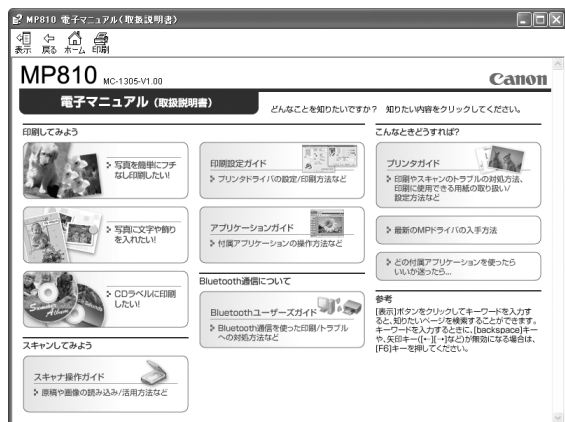 MP810 電子マニュアル（取扱説明書）
表示 戻る ホーム 印刷
MP810 MC-1305-V1.00
Canon
電子マニュアル（取扱説明書）
どんなことを知りたいですか？ 知りたい内容をクリックしてください。
印刷してみよう
写真を簡単にフチ
なし印刷したい!
写真に文字や飾り
を入れたい!
CDラベルに印刷
したい!
スキャンしてみよう
スキャナ操作ガイド
原稿や画像の読み込み/活用方法など
印刷設定ガイド
プリンタドライバの設定/印刷方法など
アプリケーションガイド
付属アプリケーションの操作方法など
Bluetooth通信について
Bluetoothユーザーズガイド
Bluetooth通信を使った印刷/トラブル
への対処方法など
こんなときどうすれば?
プリンタガイド
印刷やスキャンのトラブルの対処方法、
印刷に使用できる用紙の取り扱い/
設定方法など
最新のMPドライバの入手方法
どの付属アプリケーションを使ったら
いいか迷ったら...
参考
[表示]ボタンをクリックしてキーワードを入力す
ると、知りたいページを検索することができます。
キーワードを入力するときに、[backspace]キー
や、矢印キー([←][→]など)が無効になる場合は、
[F6]キーを押してください。